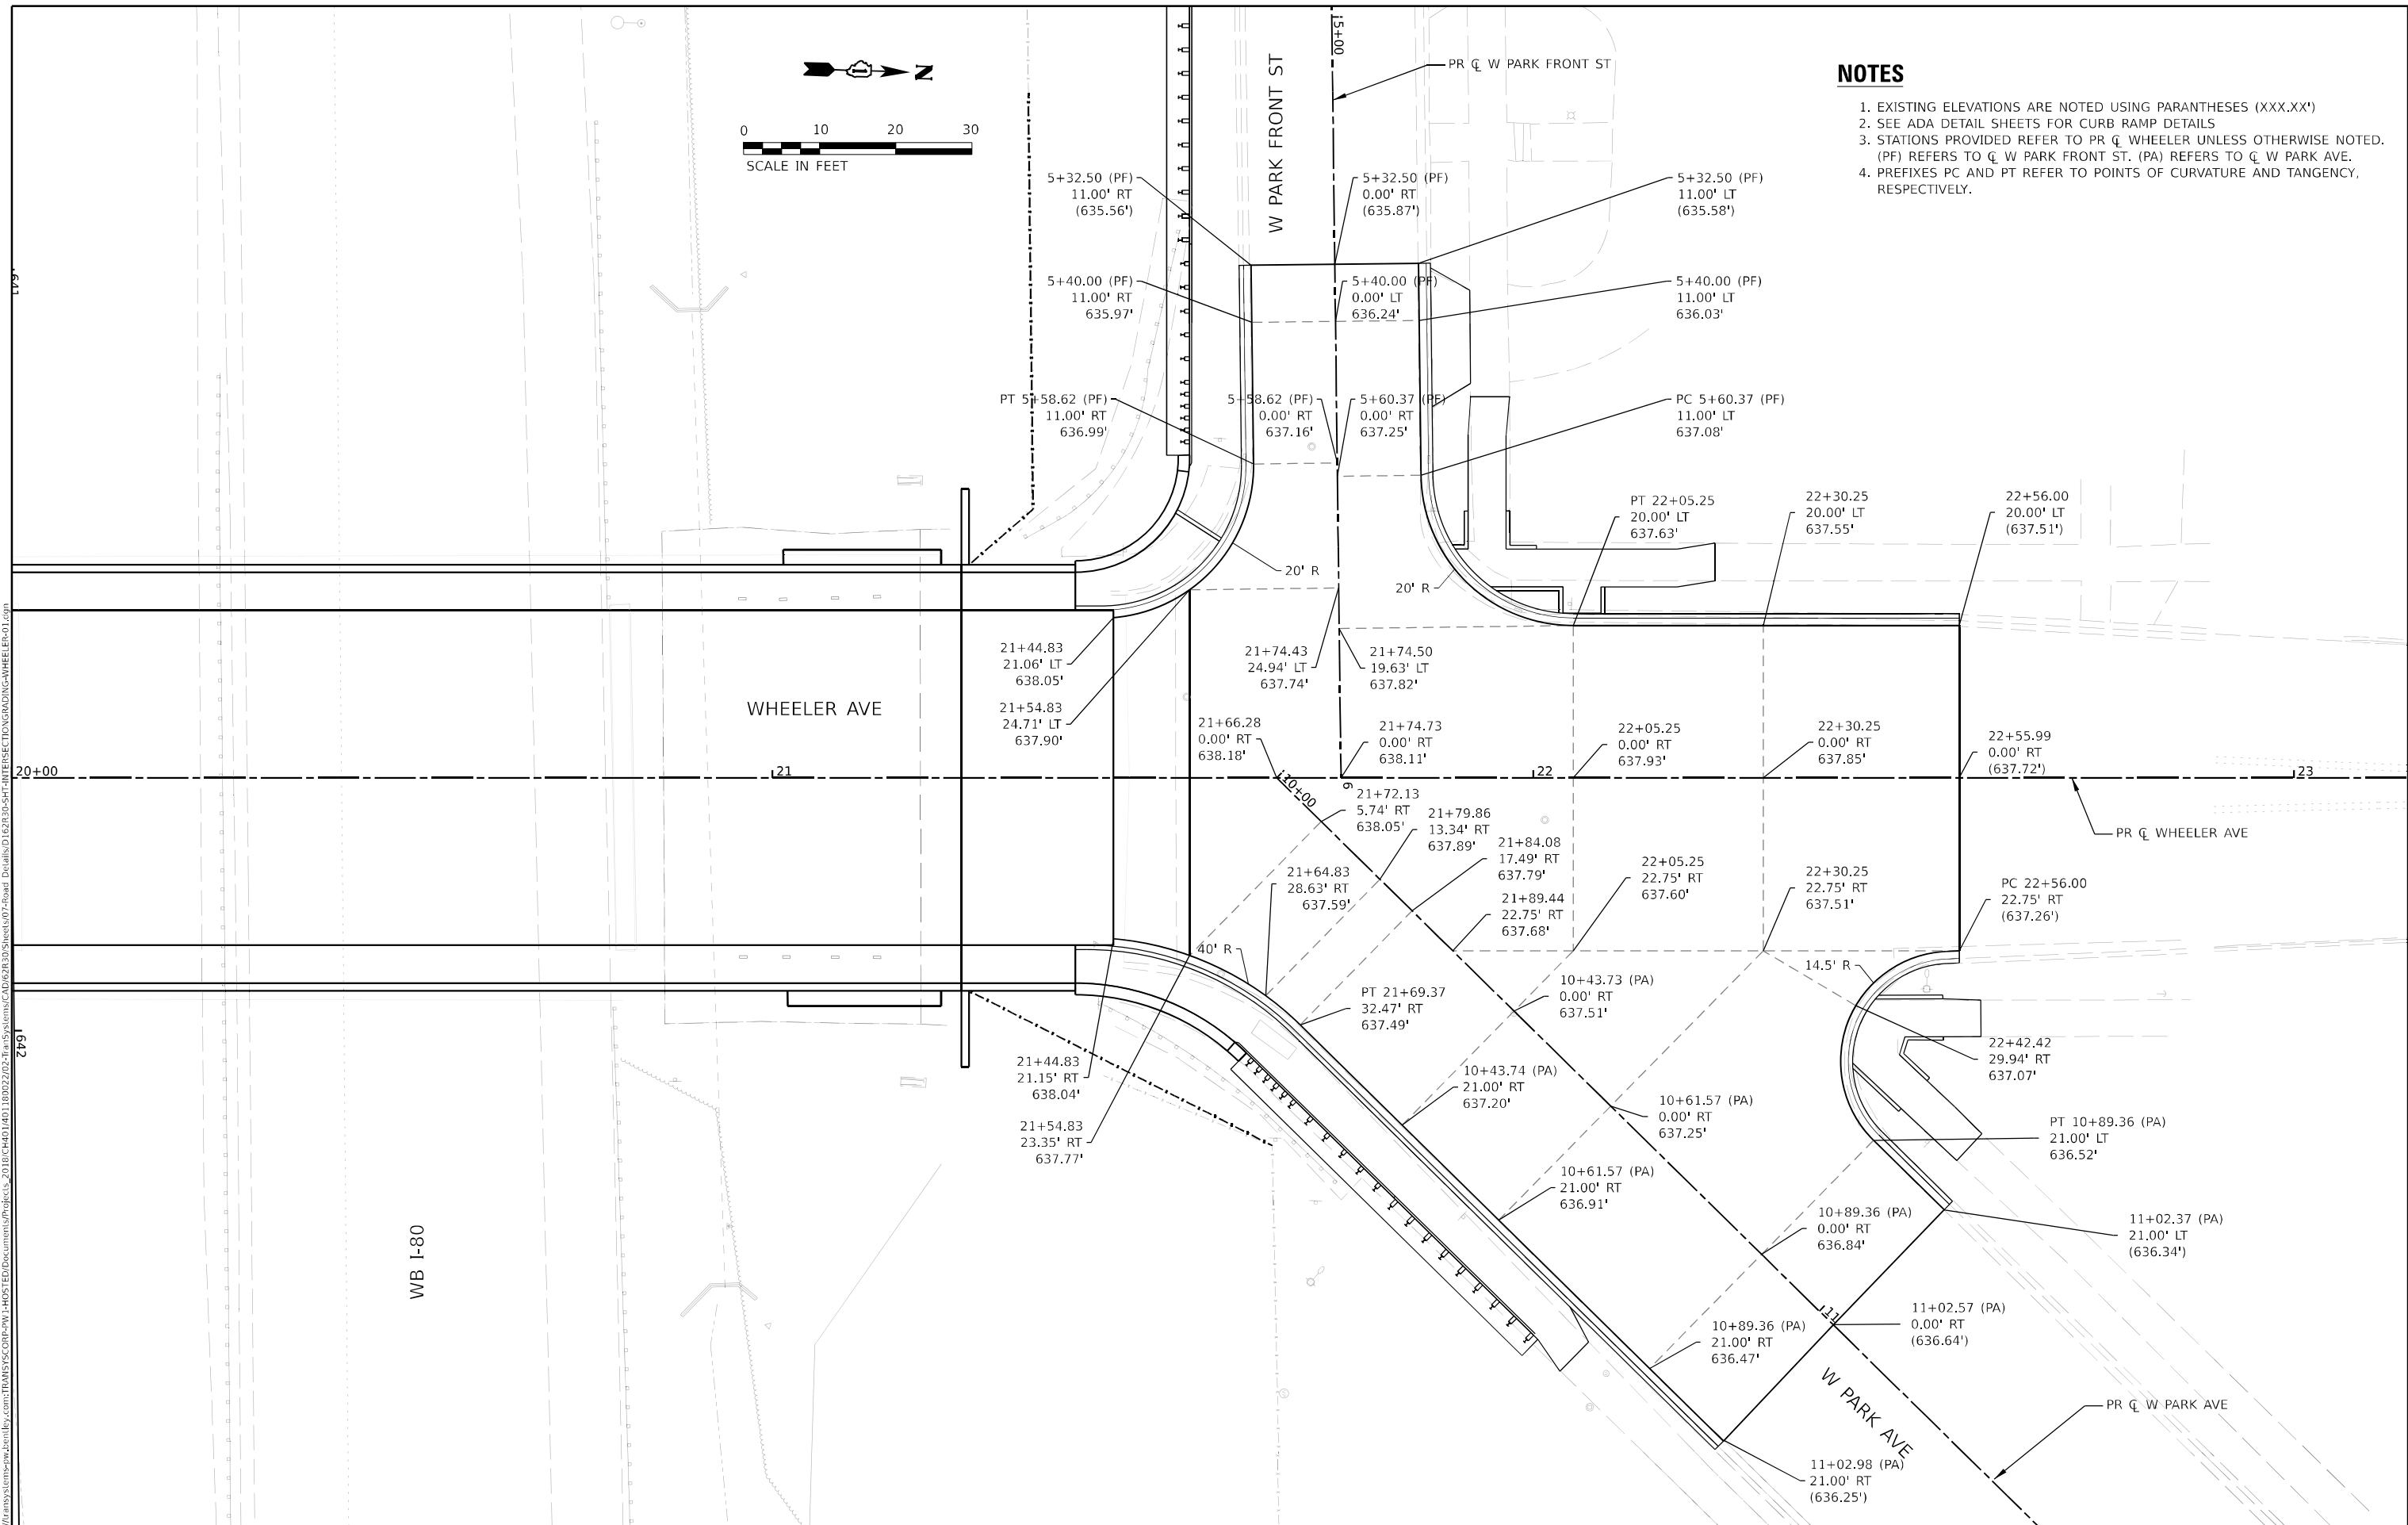 NOTES
1. EXISTING ELEVATIONS ARE NOTED USING PARANTHESES (XXX.XX')
2. SEE ADA DETAIL SHEETS FOR CURB RAMP DETAILS
3. STATIONS PROVIDED REFER TO PR ℄ WHEELER UNLESS OTHERWISE NOTED.
(PF) REFERS TO ℄ W PARK FRONT ST. (PA) REFERS TO ℄ W PARK AVE.
4. PREFIXES PC AND PT REFER TO POINTS OF CURVATURE AND TANGENCY,
RESPECTIVELY.
N
0 10 20 30
SCALE IN FEET
W PARK FRONT ST
15+00
PR ℄ W PARK FRONT ST
5+32.50 (PF)
11.00' RT
(635.56')
5+32.50 (PF)
0.00' RT
(635.87')
5+32.50 (PF)
11.00' LT
(635.58')
5+40.00 (PF)
11.00' RT
635.97'
5+40.00 (PF)
0.00' LT
636.24'
5+40.00 (PF)
11.00' LT
636.03'
PT 5+58.62 (PF)
11.00' RT
636.99'
5+58.62 (PF)
0.00' RT
637.16'
5+60.37 (PF)
0.00' RT
637.25'
PC 5+60.37 (PF)
11.00' LT
637.08'
PT 22+05.25
20.00' LT
637.63'
22+30.25
20.00' LT
637.55'
22+56.00
20.00' LT
(637.51')
20' R
20' R
641
21+44.83
21.06' LT
638.05'
21+54.83
24.71' LT
637.90'
21+74.43
24.94' LT
637.74'
21+74.50
19.63' LT
637.82'
WHEELER AVE
21+66.28
0.00' RT
638.18'
21+74.73
0.00' RT
638.11'
22+05.25
0.00' RT
637.93'
22+30.25
0.00' RT
637.85'
22+55.99
0.00' RT
(637.72')
20+00
21
22
23
6
10+00
PR ℄ WHEELER AVE
21+72.13
5.74' RT
638.05'
21+79.86
13.34' RT
637.89'
21+84.08
17.49' RT
637.79'
21+64.83
28.63' RT
637.59'
21+89.44
22.75' RT
637.68'
22+05.25
22.75' RT
637.60'
22+30.25
22.75' RT
637.51'
PC 22+56.00
22.75' RT
(637.26')
40' R
14.5' R
PT 21+69.37
32.47' RT
637.49'
10+43.73 (PA)
0.00' RT
637.51'
22+42.42
29.94' RT
637.07'
642
21+44.83
21.15' RT
638.04'
21+54.83
23.35' RT
637.77'
10+43.74 (PA)
21.00' RT
637.20'
10+61.57 (PA)
0.00' RT
637.25'
PT 10+89.36 (PA)
21.00' LT
636.52'
10+61.57 (PA)
21.00' RT
636.91'
10+89.36 (PA)
0.00' RT
636.84'
11+02.37 (PA)
21.00' LT
(636.34')
WB I-80
11
10+89.36 (PA)
21.00' RT
636.47'
11+02.57 (PA)
0.00' RT
(636.64')
W PARK AVE
PR ℄ W PARK AVE
11+02.98 (PA)
21.00' RT
(636.25')